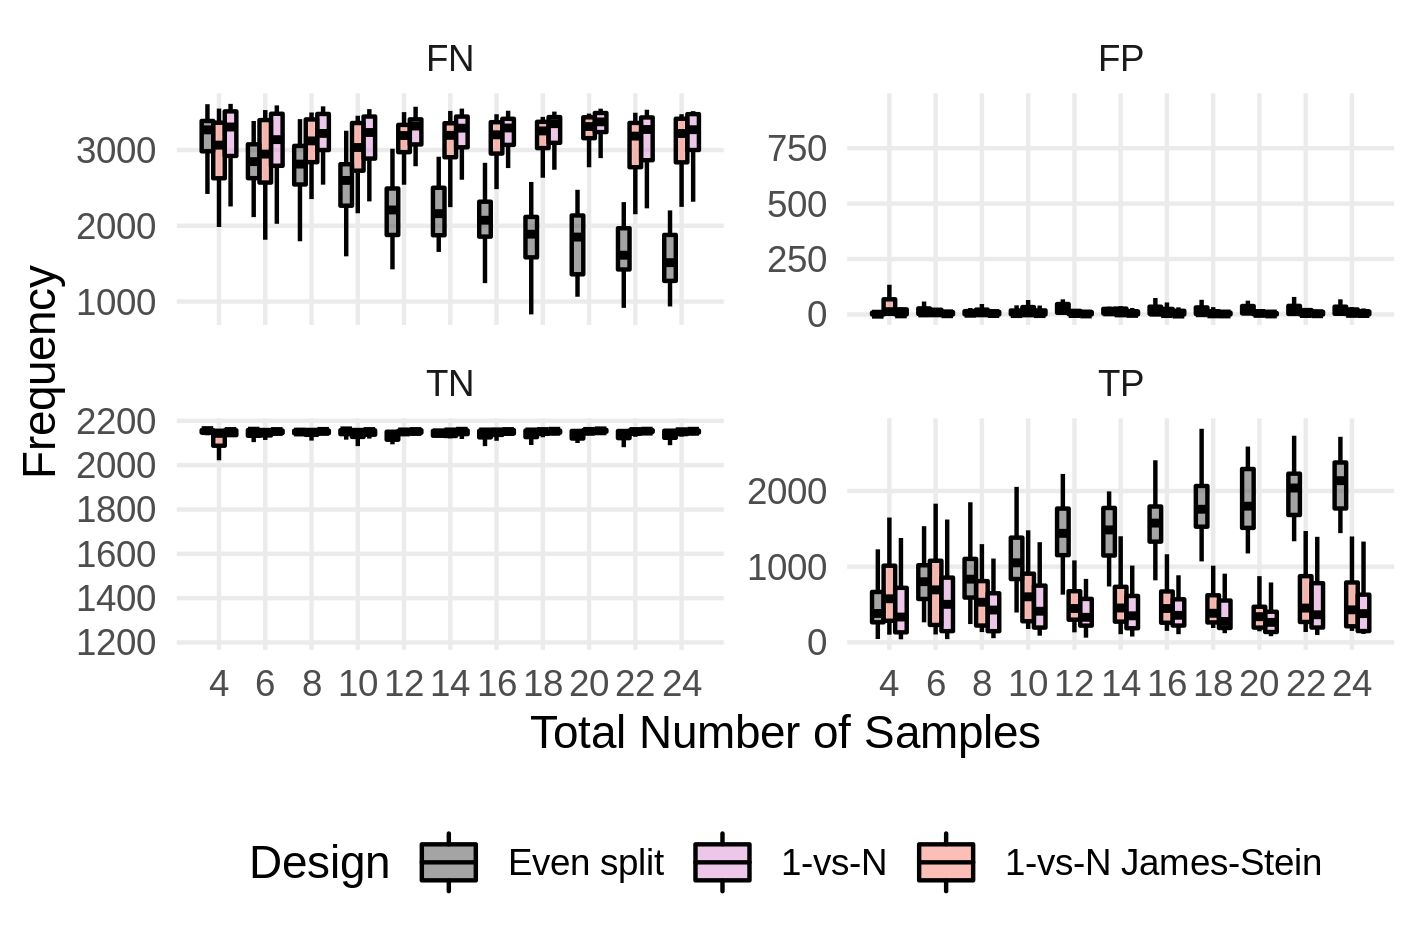 FN FP
3000
2000
1000
750
500
250
0
Frequency
TN TP
2200
2000
1800
1600
1400
1200
2000
1000
0
4 6 8 10 12 14 16 18 20 22 24
4 6 8 10 12 14 16 18 20 22 24
Total Number of Samples
Design Even split 1-vs-N 1-vs-N James-Stein